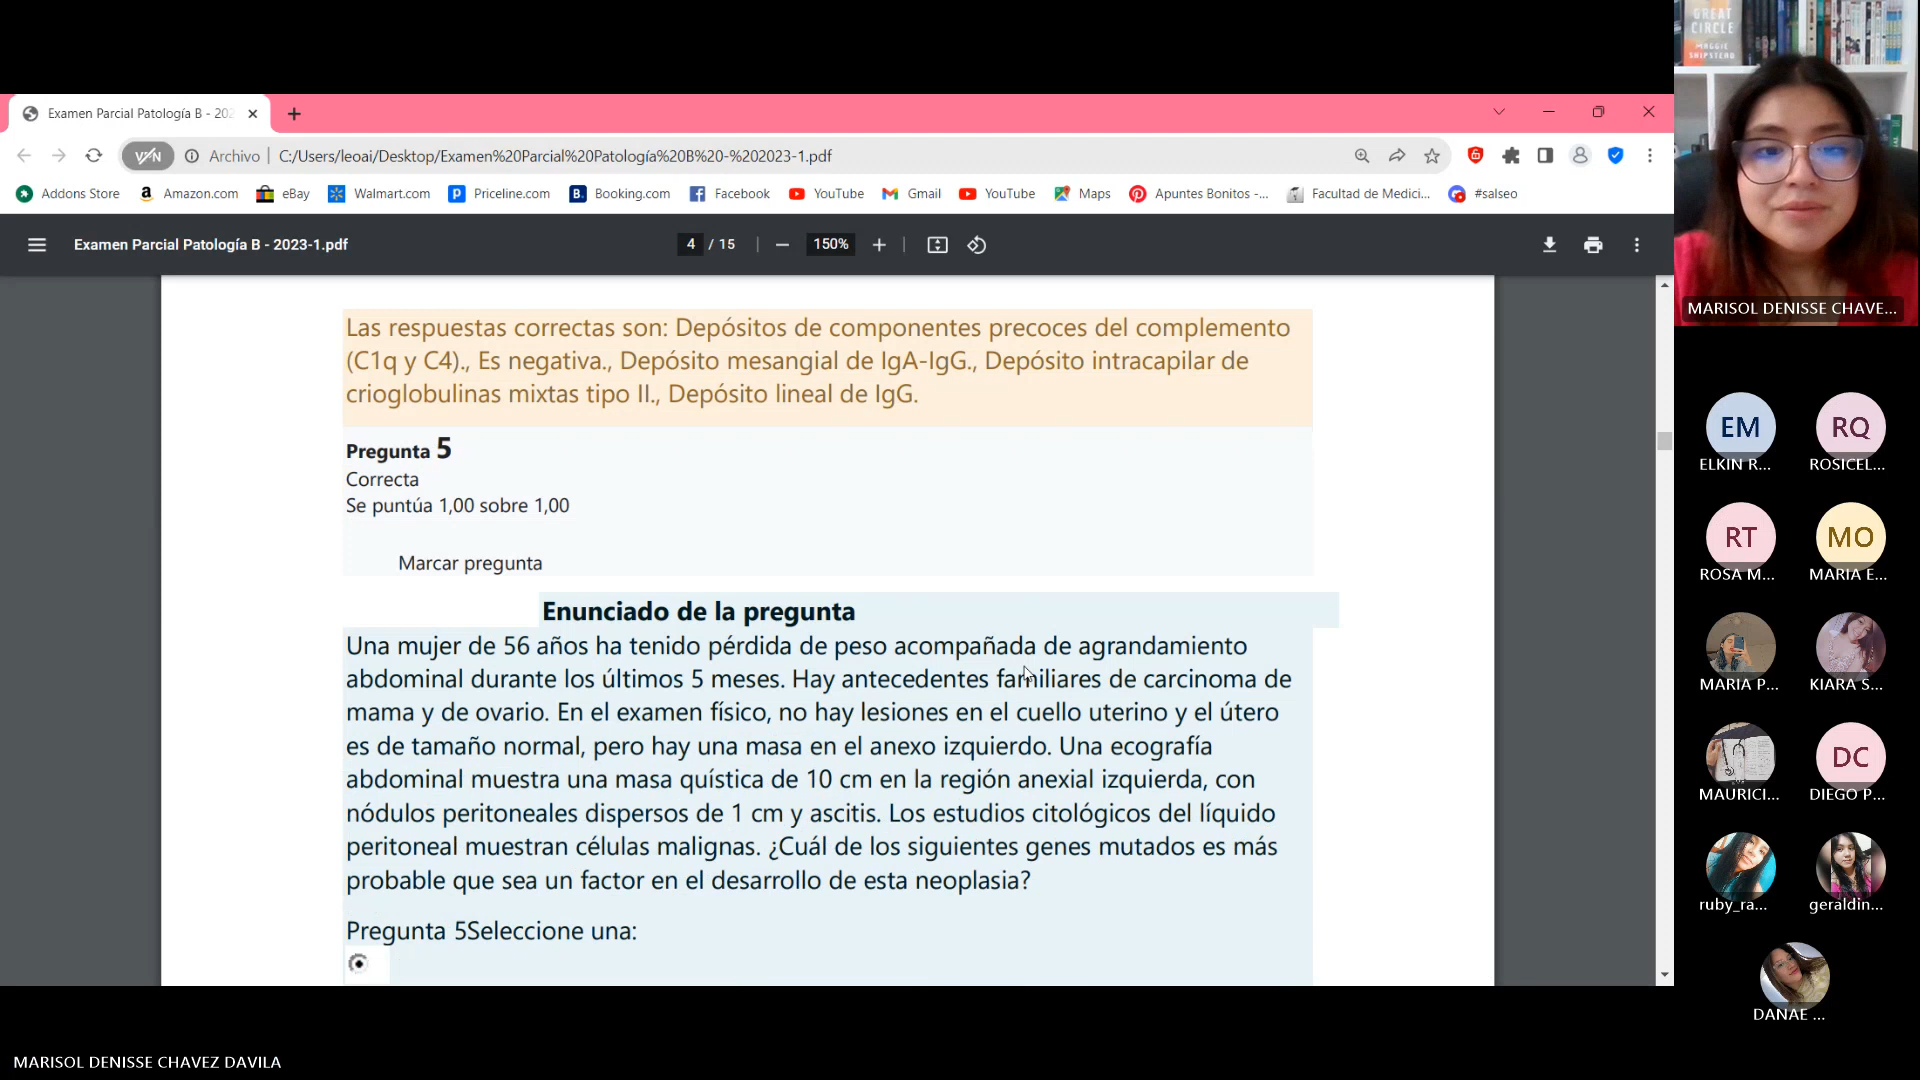 GREAT
CIRCLE
MAGGIE
SHIPSTEAD
Examen Parcial Patología B - 202
Archivo
C:/Users/leoai/Desktop/Examen%20Parcial%20Patología%20B%20-%202023-1.pdf
Addons Store
Amazon.com
eBay
Walmart.com
Priceline.com
Booking.com
Facebook
YouTube
Gmail
YouTube
Maps
Apuntes Bonitos -...
Facultad de Medici...
#salseo
Examen Parcial Patología B - 2023-1.pdf
4 / 15
150%
Las respuestas correctas son: Depósitos de componentes precoces del complemento
(C1q y C4)., Es negativa., Depósito mesangial de IgA-IgG., Depósito intracapilar de
crioglobulinas mixtas tipo II., Depósito lineal de IgG.
Pregunta 5
Correcta
Se puntúa 1,00 sobre 1,00
Marcar pregunta
Enunciado de la pregunta
Una mujer de 56 años ha tenido pérdida de peso acompañada de agrandamiento
abdominal durante los últimos 5 meses. Hay antecedentes familiares de carcinoma de
mama y de ovario. En el examen físico, no hay lesiones en el cuello uterino y el útero
es de tamaño normal, pero hay una masa en el anexo izquierdo. Una ecografía
abdominal muestra una masa quística de 10 cm en la región anexial izquierda, con
nódulos peritoneales dispersos de 1 cm y ascitis. Los estudios citológicos del líquido
peritoneal muestran células malignas. ¿Cuál de los siguientes genes mutados es más
probable que sea un factor en el desarrollo de esta neoplasia?
Pregunta 5Seleccione una:
MARISOL DENISSE CHAVE...
EM
ELKIN R...
RQ
ROSICEL...
RT
ROSA M...
MO
MARIA E...
MARIA P...
KIARA S...
MAURICI...
DC
DIEGO P...
ruby_ra...
geraldin...
DANAE ...
MARISOL DENISSE CHAVEZ DAVILA